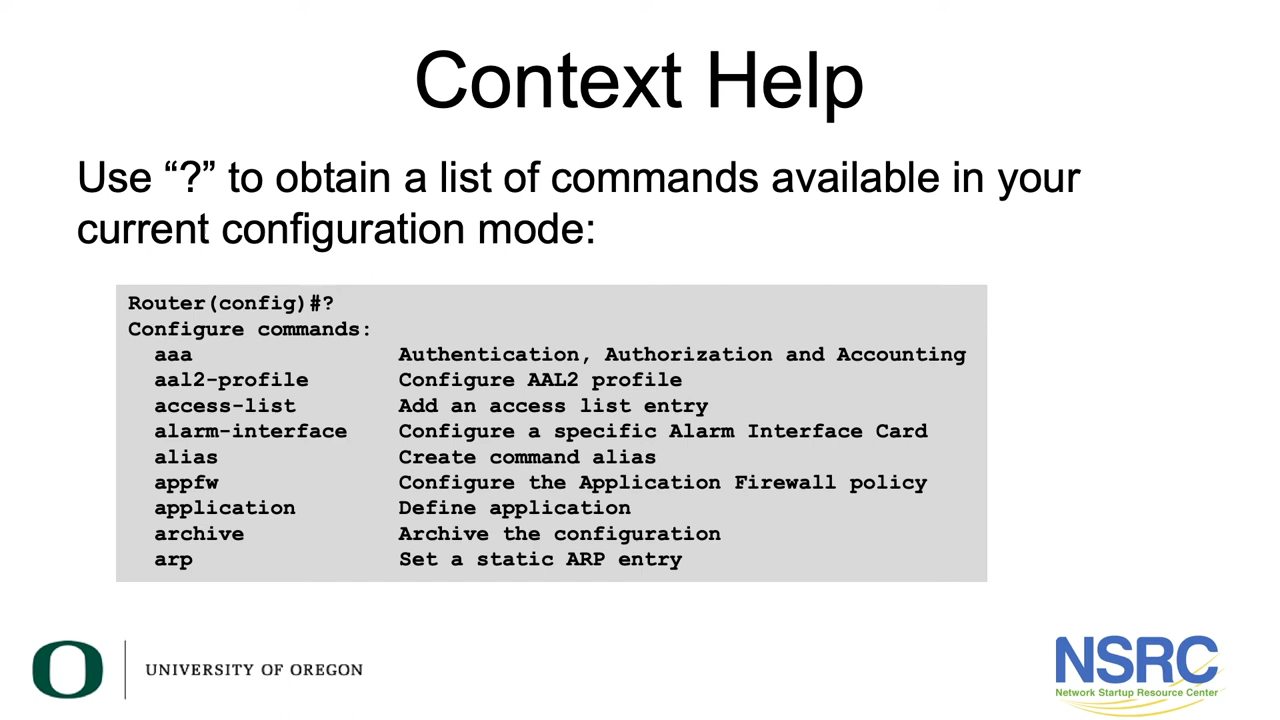 Context Help
Use “?” to obtain a list of commands available in your
current configuration mode:
Router(config)#?
Configure commands:
aaa Authentication, Authorization and Accounting
aal2-profile Configure AAL2 profile
access-list Add an access list entry
alarm-interface Configure a specific Alarm Interface Card
alias Create command alias
appfw Configure the Application Firewall policy
application Define application
archive Archive the configuration
arp Set a static ARP entry
O UNIVERSITY OF OREGON
NSRC
Network Startup Resource Center